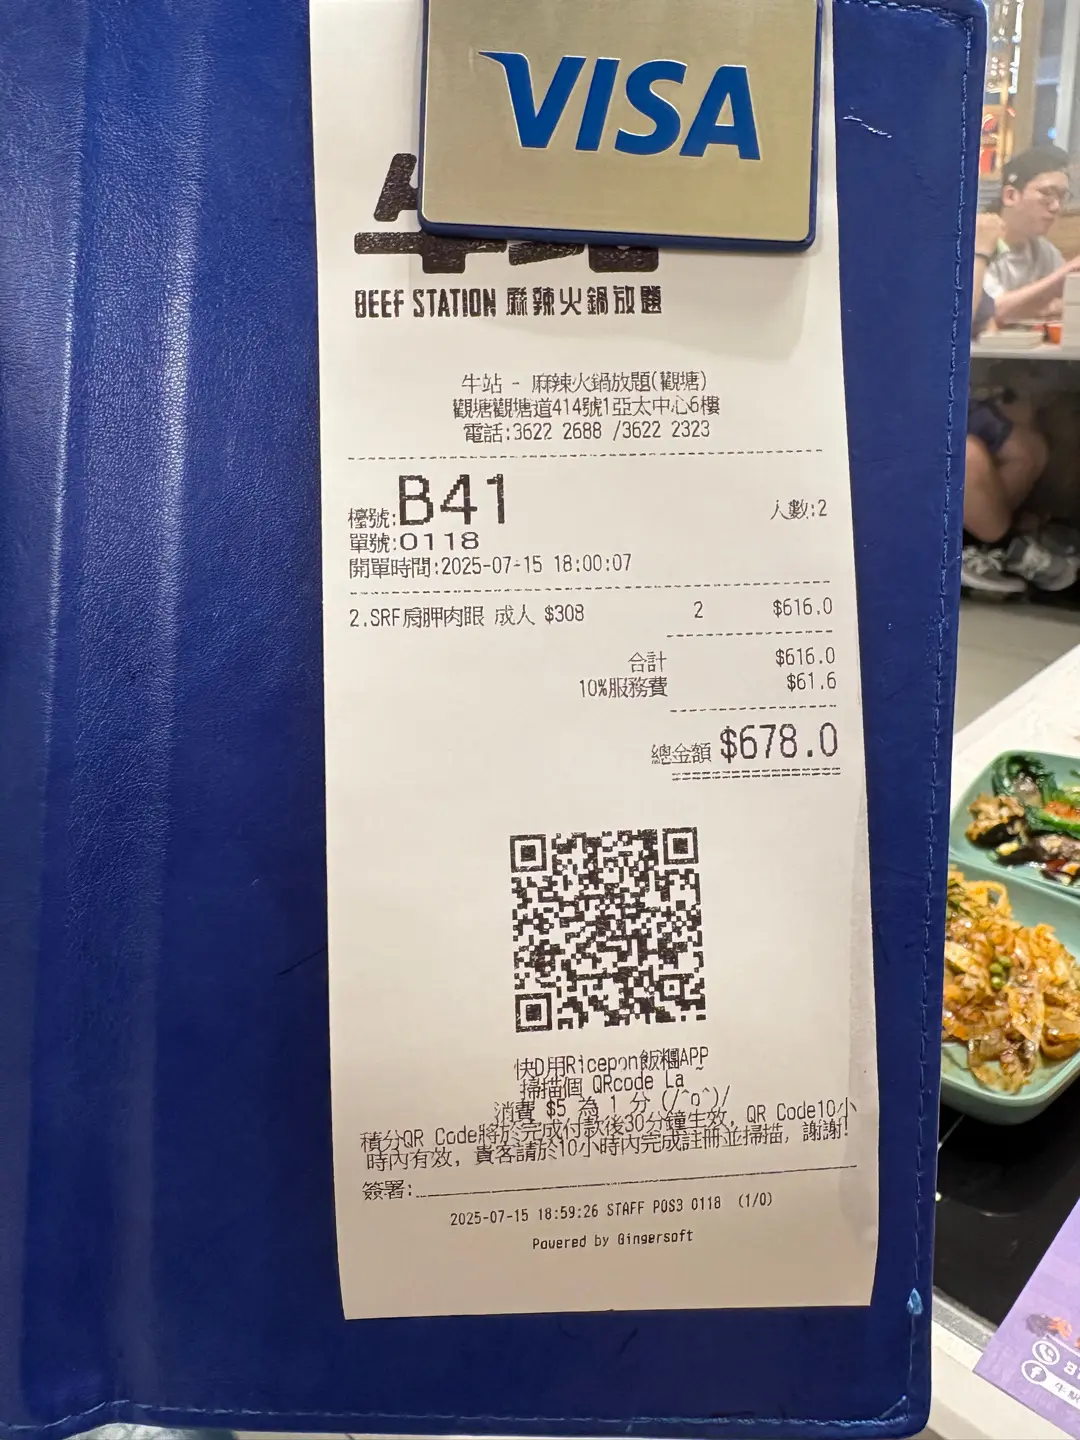 VISA
BEEF STATION 麻辣火鍋放題
牛站 - 麻辣火鍋放題(觀塘)
觀塘觀塘道414號1亞太中心6樓
電話:3622 2688 /3622 2323
檯號:B41
人數:2
單號:0118
開單時間:2025-07-15 18:00:07
2.SRF肩胛肉眼 成人 $308 2 $616.0
合計 $616.0
10%服務費 $61.6
總金額 $678.0
快D用Ricepon飯糰APP
掃描個 QRcode La~
消費 $5 為 1 分 (/^o^)/
積分QR Code將於完成付款後30分鐘生效, QR Code10小
時內有效, 貴客請於10小時內完成註冊並掃描, 謝謝!
簽署:
2025-07-15 18:59:26 STAFF POS3 0118 (1/0)
Powered by Gingersoft